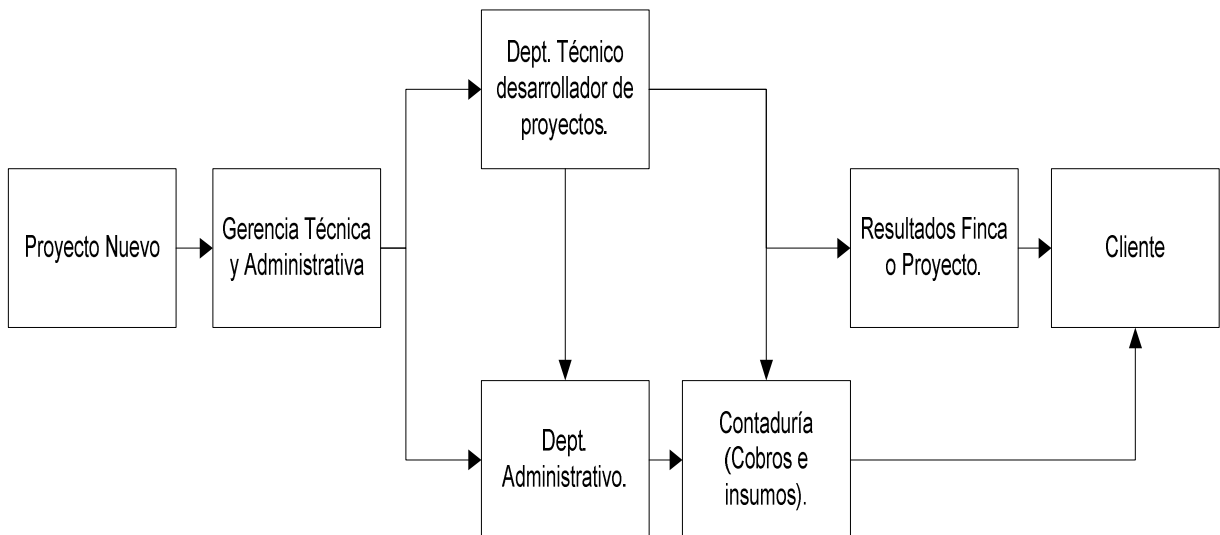 Dept. Técnico
desarrollador de
proyectos.
Proyecto Nuevo
Gerencia Técnica
y Administrativa
Resultados Finca
o Proyecto.
Cliente
Dept.
Administrativo.
Contaduría
(Cobros e
insumos).